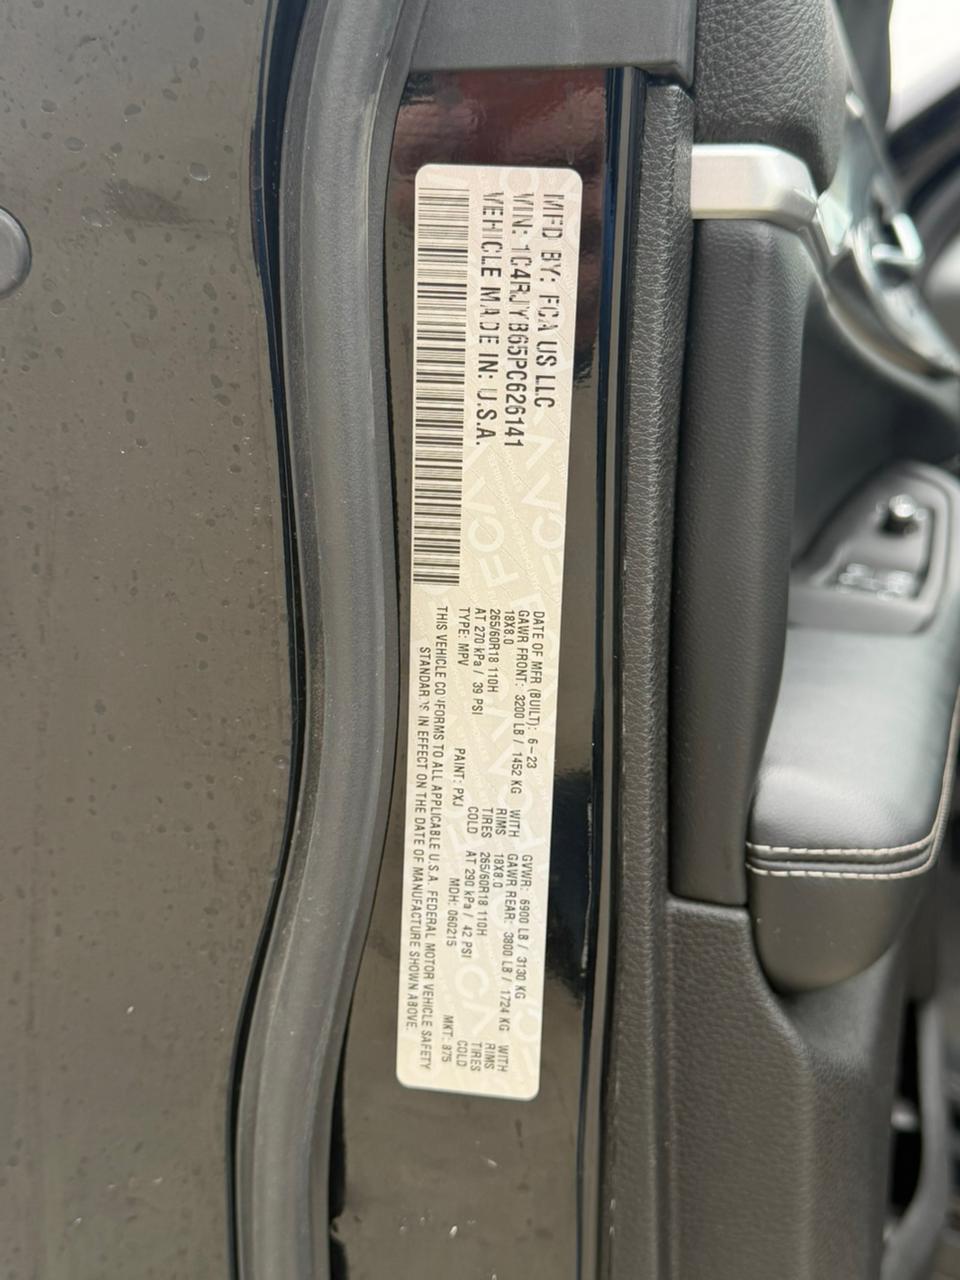 MFD BY: FCA US LLC
VIN: 1C4RJYB65PC626141
VEHICLE MADE IN: U.S.A.
DATE OF MFR (BUILT): 6-23 GVWR: 6900 LB / 3130 KG
GAWR FRONT: 3200 LB / 1452 KG WITH GAWR REAR: 3800 LB / 1724 KG WITH
18X8.0 RIMS 18X8.0 RIMS
265/60R18 110H TIRES 265/60R18 110H TIRES
AT 270 kPa / 39 PSI COLD AT 290 kPa / 42 PSI COLD
TYPE: MPV PAINT: PXJ MDH: 060215 MKT: 875
THIS VEHICLE CONFORMS TO ALL APPLICABLE U.S.A. FEDERAL MOTOR VEHICLE SAFETY
STANDARDS IN EFFECT ON THE DATE OF MANUFACTURE SHOWN ABOVE.
FCA